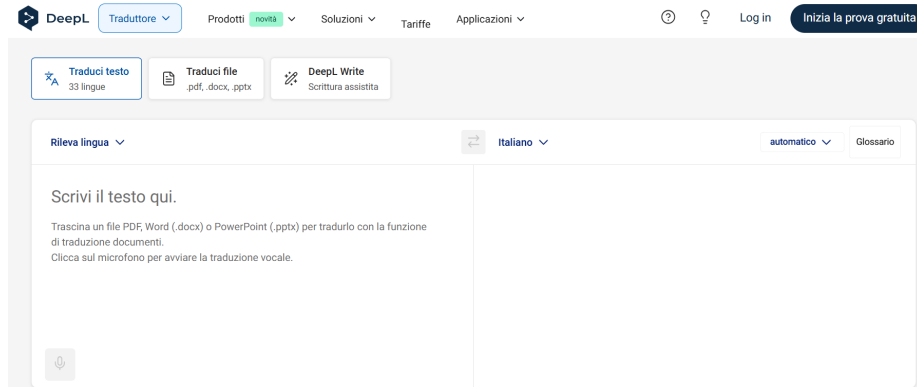 DeepL
Traduttore
Prodotti novità
Soluzioni
Tariffe
Applicazioni
Log in
Inizia la prova gratuita
Traduci testo
33 lingue
Traduci file
.pdf, .docx, .pptx
DeepL Write
Scrittura assistita
Rileva lingua
Italiano
automatico
Glossario
Scrivi il testo qui.
Trascina un file PDF, Word (.docx) o PowerPoint (.pptx) per tradurlo con la funzione
di traduzione documenti.
Clicca sul microfono per avviare la traduzione vocale.